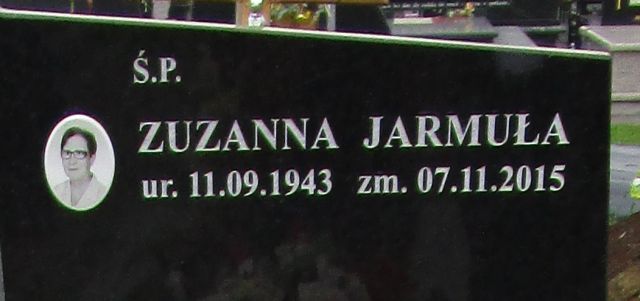 Ś.P.
ZUZANNA JARMUŁA
ur. 11.09.1943 zm. 07.11.2015